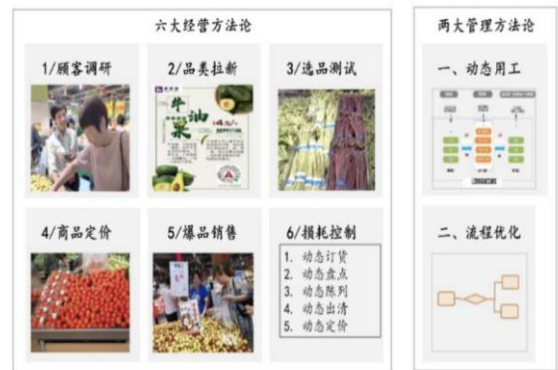 六大经营方法论
1/顾客调研
2/品类拉新
3/选品测试
牛油果
4/商品定价
5/爆品销售
6/损耗控制
1. 动态订货
2. 动态盘点
3. 动态陈列
4. 动态出清
5. 动态定价
两大管理方法论
一、动态用工
二、流程优化